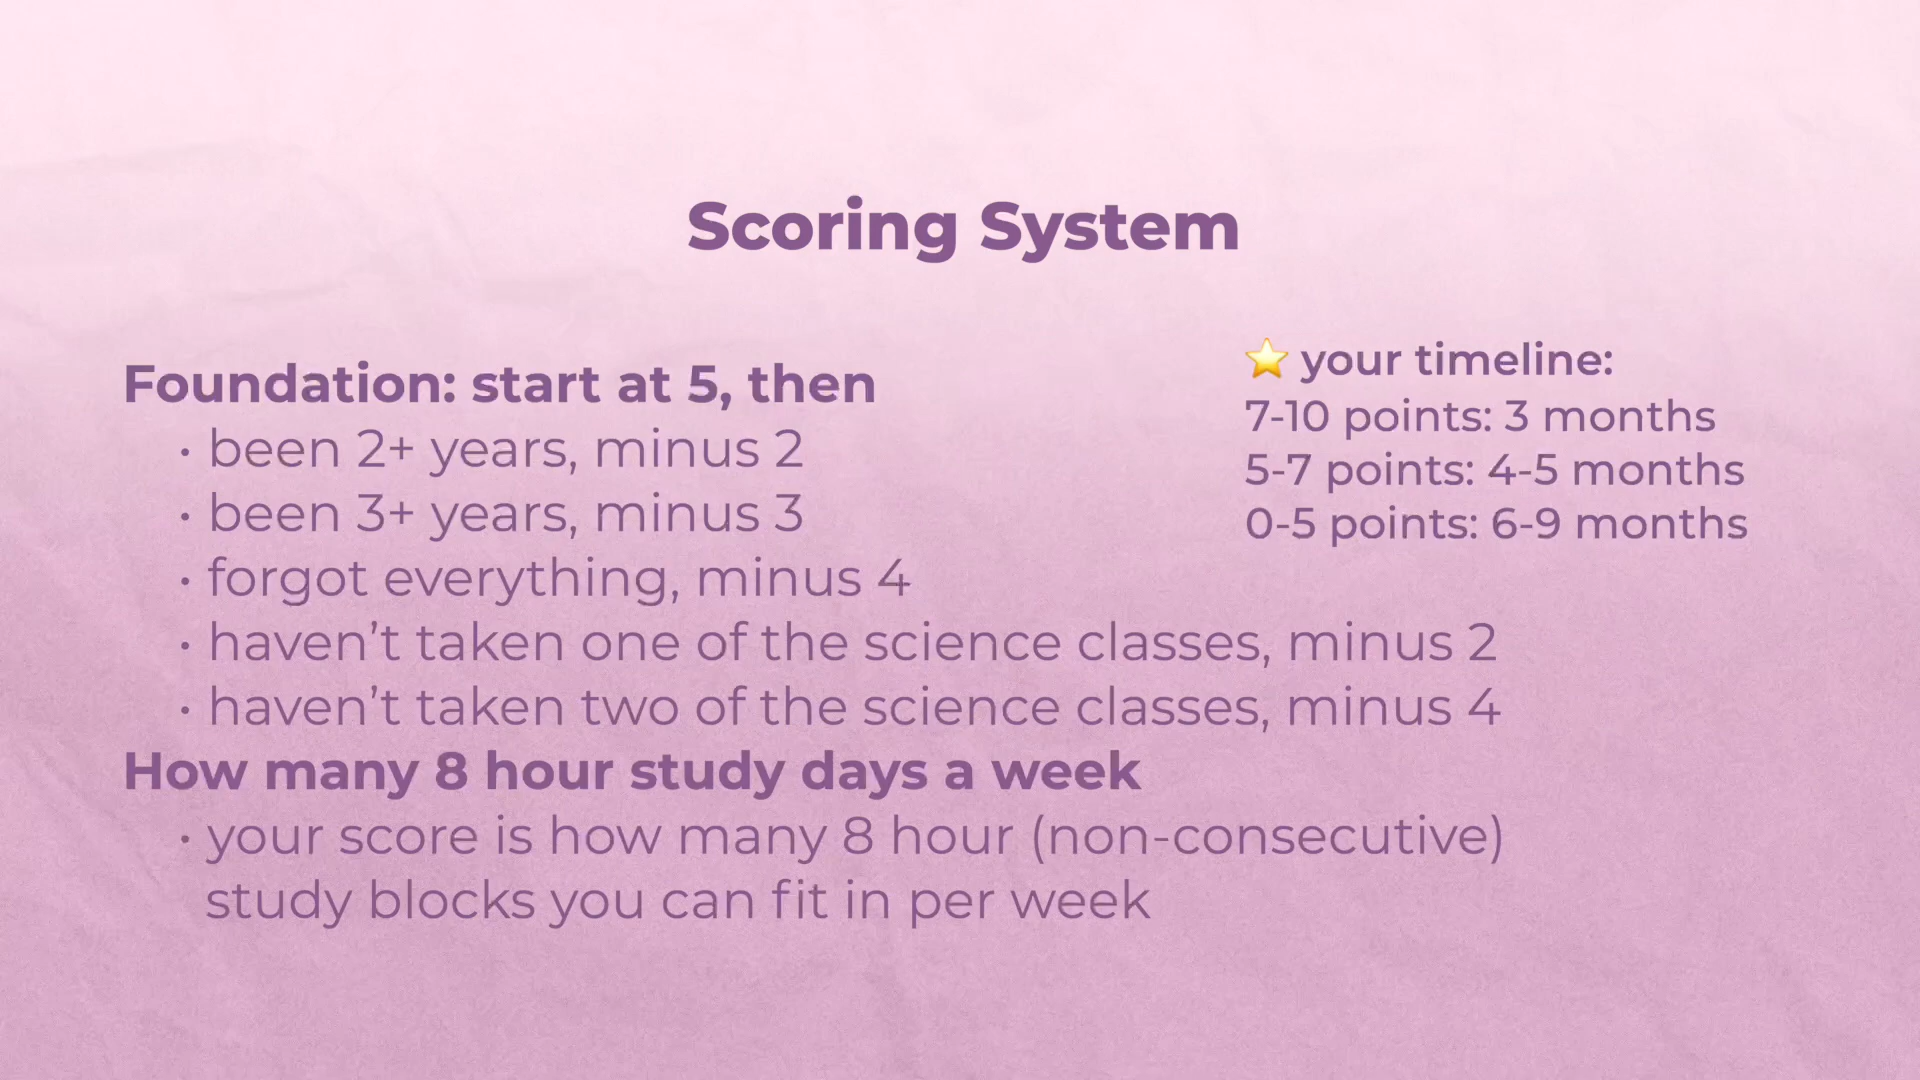 Scoring System
Foundation: start at 5, then
• been 2+ years, minus 2
• been 3+ years, minus 3
• forgot everything, minus 4
• haven’t taken one of the science classes, minus 2
• haven’t taken two of the science classes, minus 4
How many 8 hour study days a week
• your score is how many 8 hour (non-consecutive)
study blocks you can fit in per week
⭐ your timeline:
7-10 points: 3 months
5-7 points: 4-5 months
0-5 points: 6-9 months